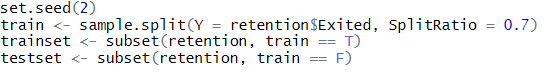 set.seed(2)
train <- sample.split(Y = retention$Exited, SplitRatio = 0.7)
trainset <- subset(retention, train == T)
testset <- subset(retention, train == F)